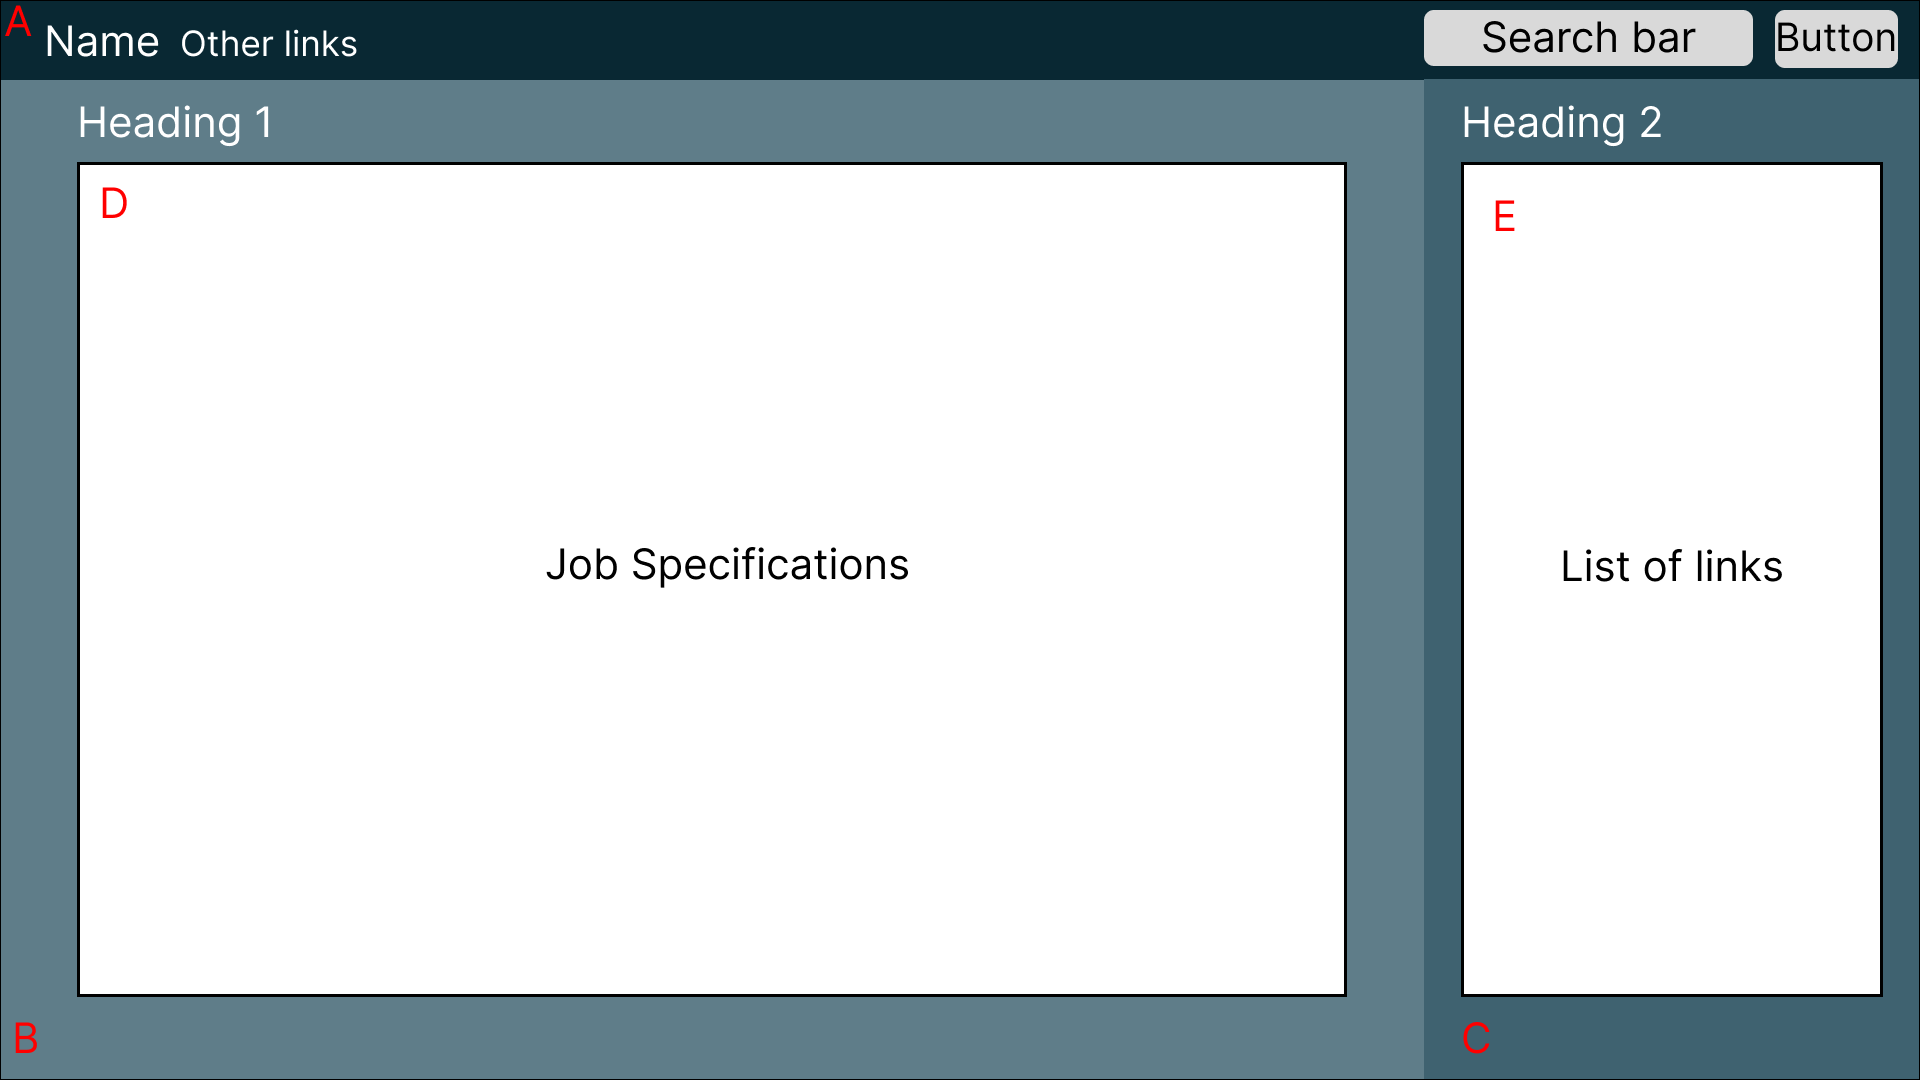 A
Name Other links
Search bar
Button
Heading 1
Heading 2
D
E
Job Specifications
List of links
B
C